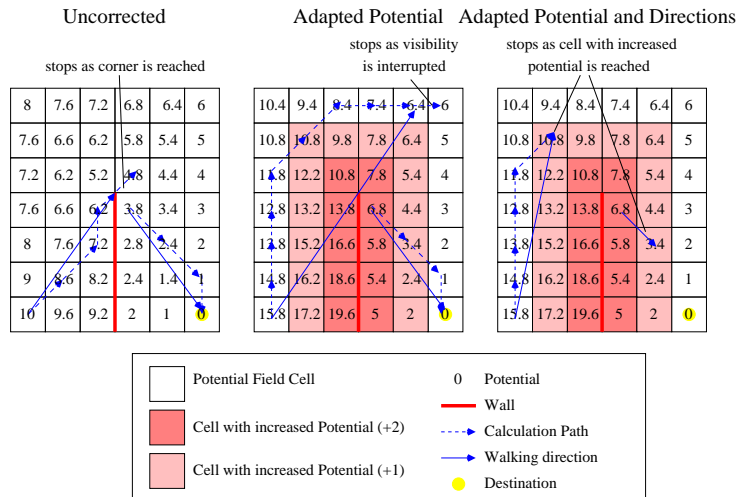 Uncorrected
Adapted Potential
Adapted Potential and Directions
stops as corner is reached
stops as visibility
is interrupted
stops as cell with increased
potential is reached
8 7.6 7.2 6.8 6.4 6
7.6 6.6 6.2 5.8 5.4 5
7.2 6.2 5.2 4.8 4.4 4
7.6 6.6 6.2 3.8 3.4 3
8 7.6 7.2 2.8 2.4 2
9 8.6 8.2 2.4 1.4 1
10 9.6 9.2 2 1 0
10.4 9.4 8.4 7.4 6.4 6
10.8 10.8 9.8 7.8 6.4 5
11.8 12.2 10.8 7.8 5.4 4
12.8 13.2 13.8 6.8 4.4 3
13.8 15.2 16.6 5.8 3.4 2
14.8 16.2 18.6 5.4 2.4 1
15.8 17.2 19.6 5 2 0
10.4 9.4 8.4 7.4 6.4 6
10.8 10.8 9.8 7.8 6.4 5
11.8 12.2 10.8 7.8 5.4 4
12.8 13.2 13.8 6.8 4.4 3
13.8 15.2 16.6 5.8 3.4 2
14.8 16.2 18.6 5.4 2.4 1
15.8 17.2 19.6 5 2 0
Potential Field Cell
Cell with increased Potential (+2)
Cell with increased Potential (+1)
0 Potential
Wall
Calculation Path
Walking direction
Destination